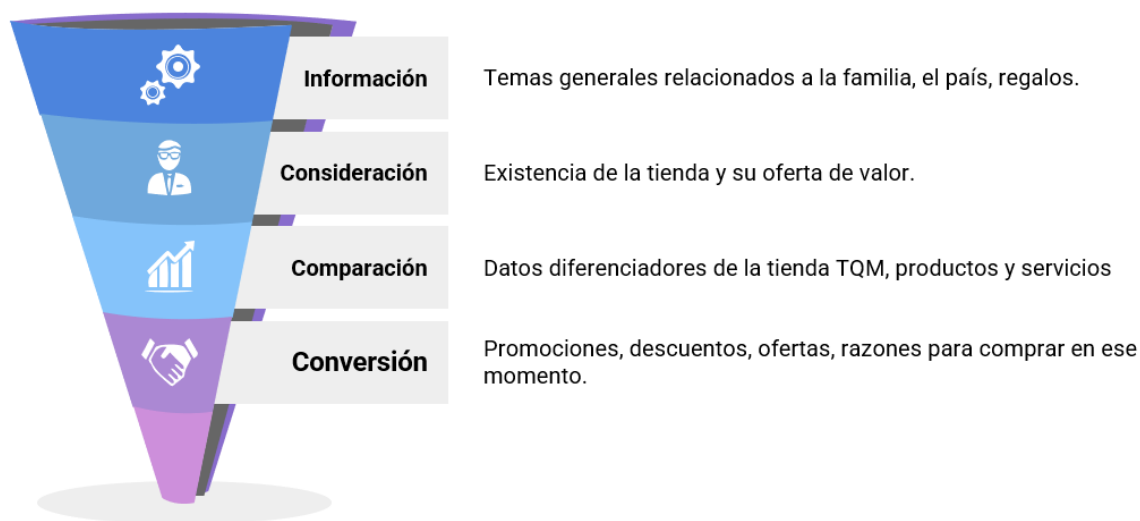 Información
Temas generales relacionados a la familia, el país, regalos.
Consideración
Existencia de la tienda y su oferta de valor.
Comparación
Datos diferenciadores de la tienda TQM, productos y servicios
Conversión
Promociones, descuentos, ofertas, razones para comprar en ese
momento.